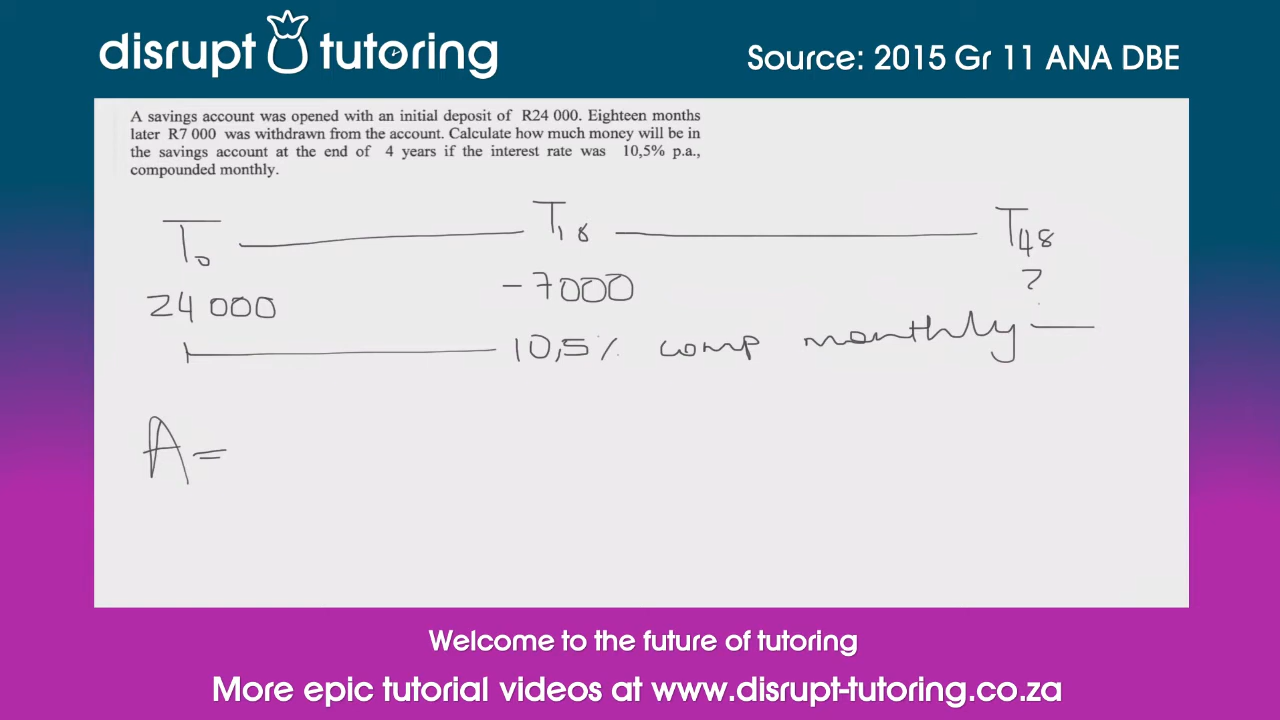 disrupt tutoring
Source: 2015 Gr 11 ANA DBE
A savings account was opened with an initial deposit of R24 000. Eighteen months
later R7 000 was withdrawn from the account. Calculate how much money will be in
the savings account at the end of 4 years if the interest rate was 10,5% p.a.,
compounded monthly.
T0 T18 T48
24 000 -7000 ?
10,5% comp monthly
A=
Welcome to the future of tutoring
More epic tutorial videos at www.disrupt-tutoring.co.za